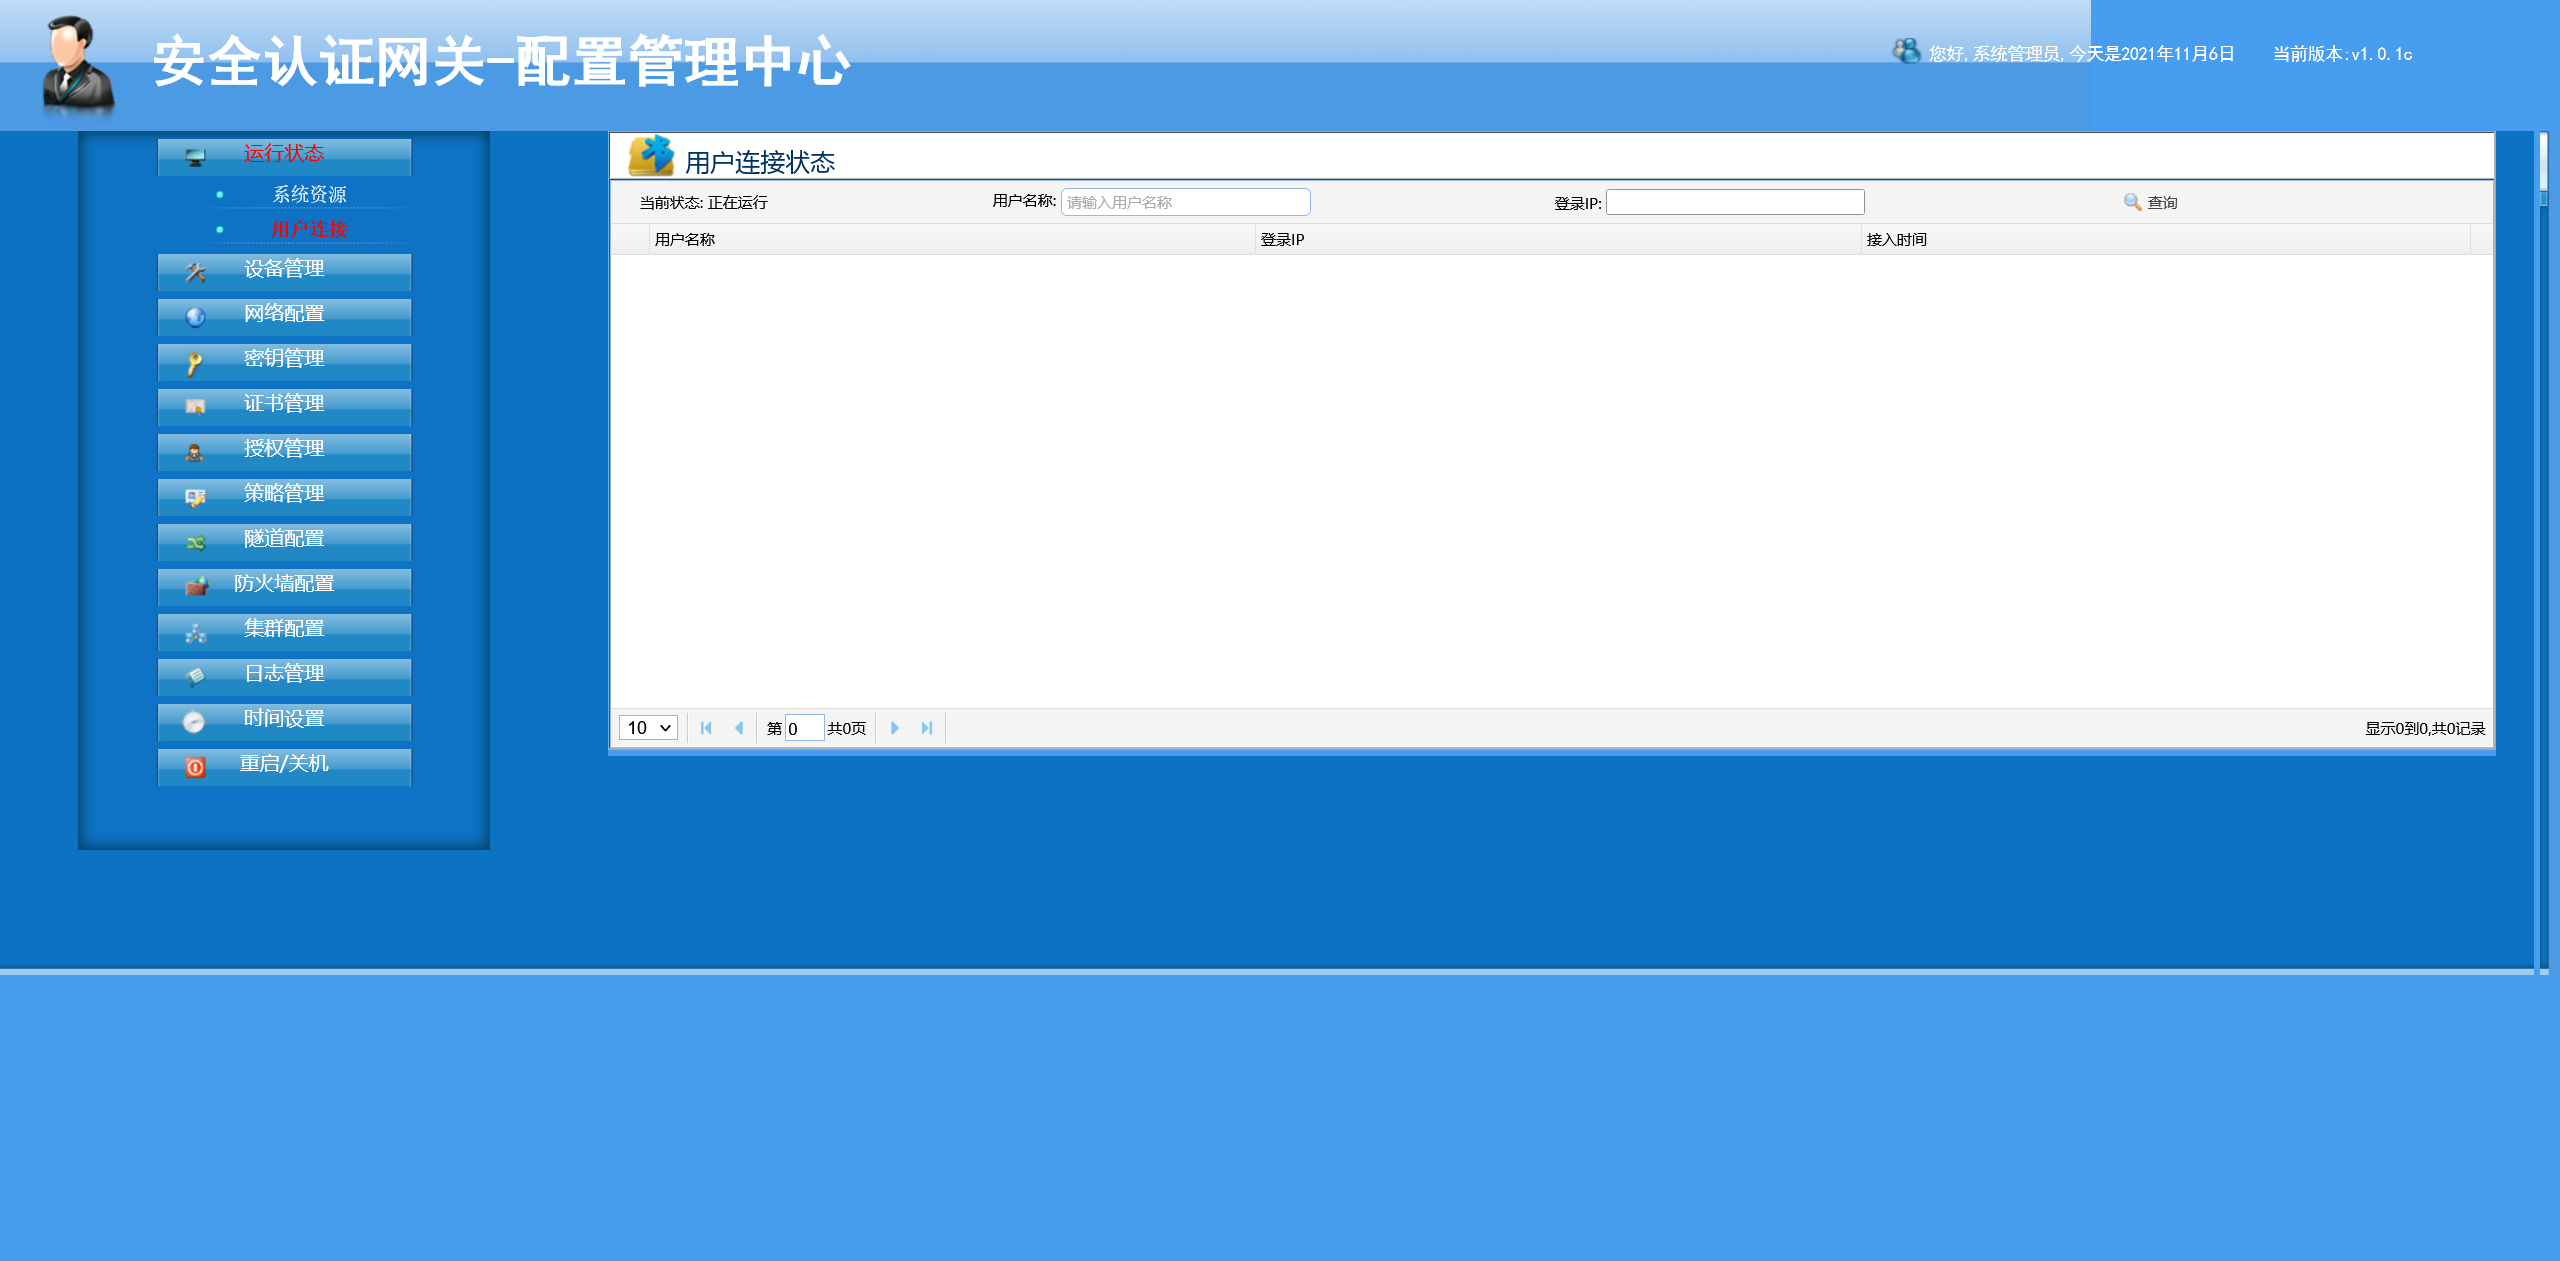 安全认证网关-配置管理中心
您好,系统管理员,今天是2021年11月6日 当前版本:v1.0.1c
运行状态
系统资源
用户连接
设备管理
网络配置
密钥管理
证书管理
授权管理
策略管理
隧道配置
防火墙配置
集群配置
日志管理
时间设置
重启/关机
用户连接状态
当前状态: 正在运行 用户名称: 请输入用户名称 登录IP: 查询
用户名称 登录IP 接入时间
10 第 0 共0页 显示0到0,共0记录